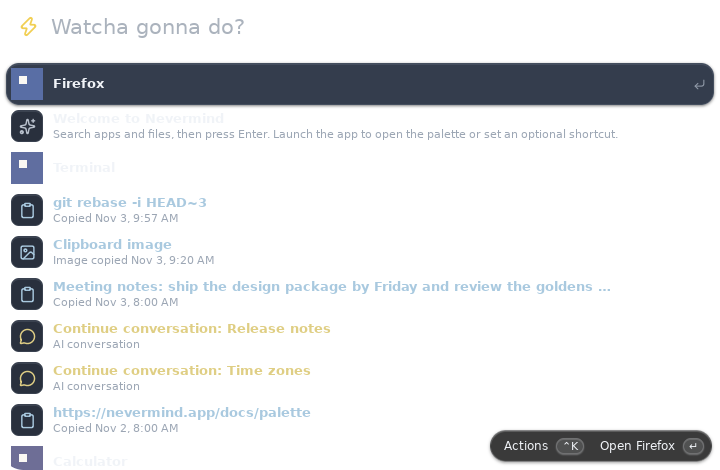 Watcha gonna do?
Firefox
Welcome to Nevermind
Search apps and files, then press Enter. Launch the app to open the palette or set an optional shortcut.
Terminal
git rebase -i HEAD~3
Copied Nov 3, 9:57 AM
Clipboard image
Image copied Nov 3, 9:20 AM
Meeting notes: ship the design package by Friday and review the goldens ...
Copied Nov 3, 8:00 AM
Continue conversation: Release notes
AI conversation
Continue conversation: Time zones
AI conversation
https://nevermind.app/docs/palette
Copied Nov 2, 8:00 AM
Actions ^K Open Firefox ↵
Calculator